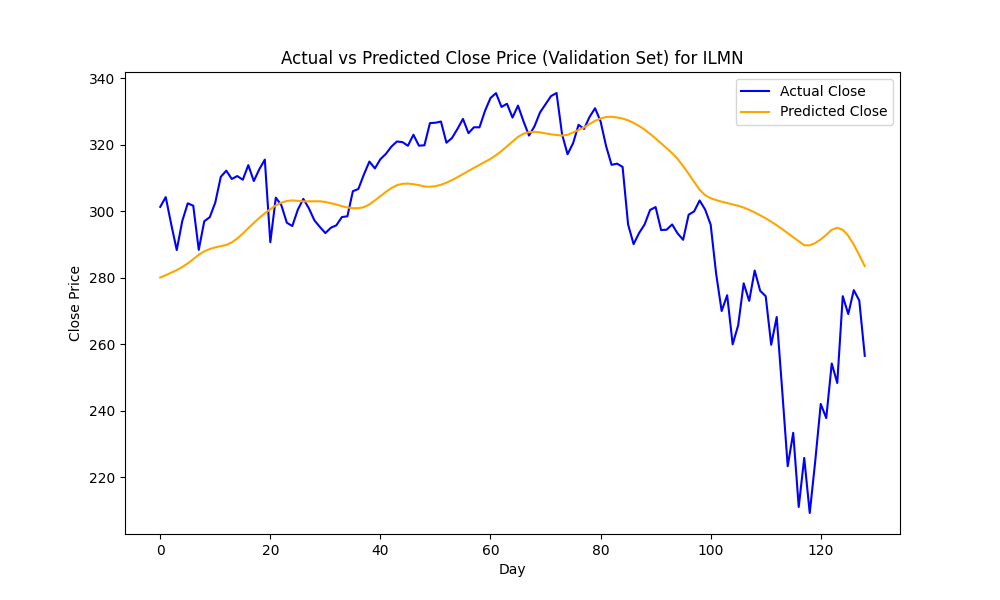 Actual vs Predicted Close Price (Validation Set) for ILMN
Actual Close
Predicted Close
Close Price
340
320
300
280
260
240
220
0 20 40 60 80 100 120
Day